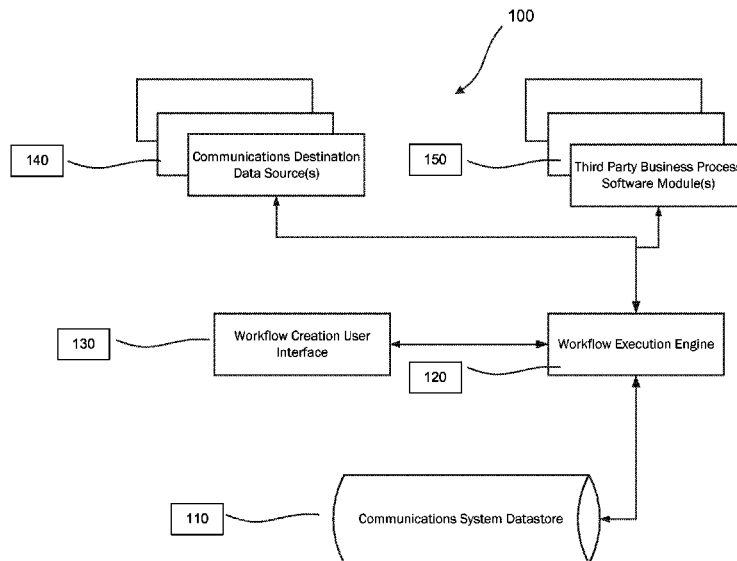 100
140
Communications Destination
Data Source(s)
150
Third Party Business Process
Software Module(s)
130
Workflow Creation User
Interface
120
Workflow Execution Engine
110
Communications System Datastore